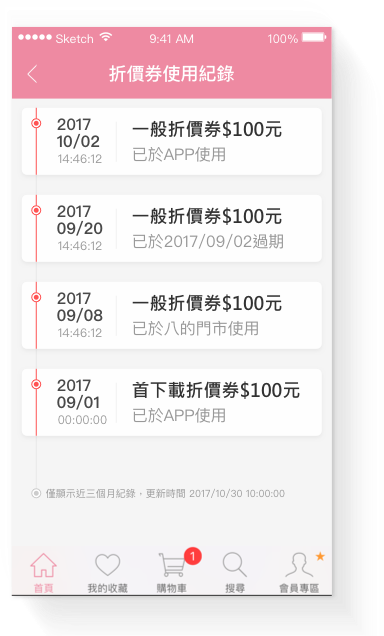 Sketch 9:41 AM 100%
折價券使用紀錄
2017
10/02
14:46:12
一般折價券$100元
已於APP使用
2017
09/20
14:46:12
一般折價券$100元
已於2017/09/02過期
2017
09/08
14:46:12
一般折價券$100元
已於八的門市使用
2017
09/01
00:00:00
首下載折價券$100元
已於APP使用
僅顯示近三個月紀錄，更新時間 2017/10/30 10:00:00
1
首頁 我的收藏 購物車 搜尋 會員專區